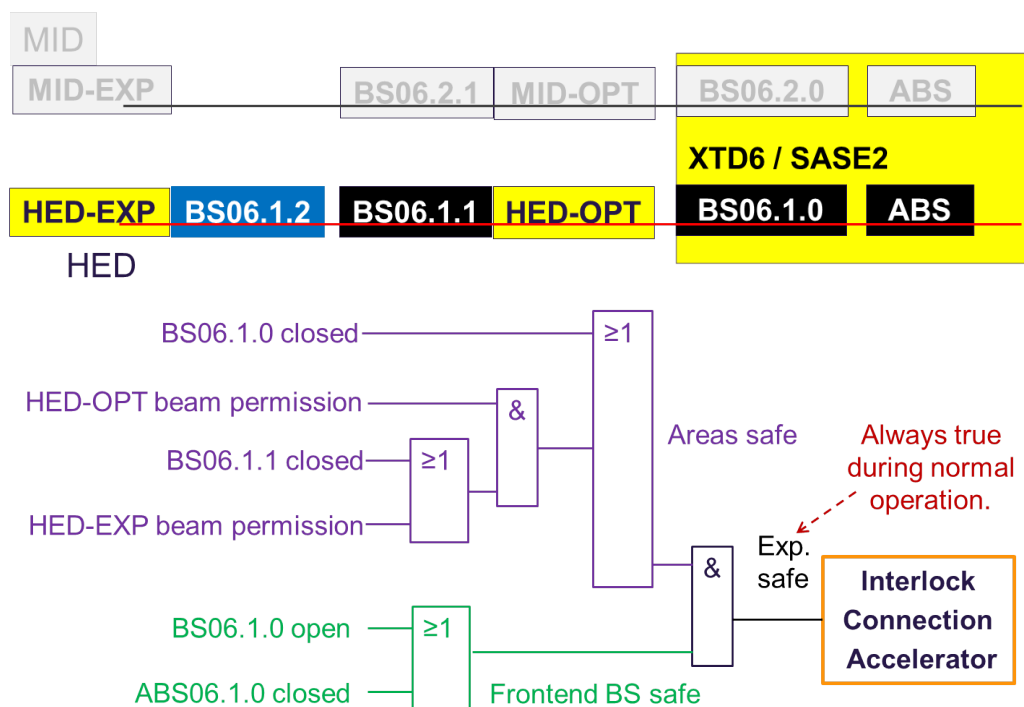 MID
MID-EXP
BS06.2.1
MID-OPT
BS06.2.0
ABS
XTD6 / SASE2
HED-EXP
BS06.1.2
BS06.1.1
HED-OPT
BS06.1.0
ABS
HED
BS06.1.0 closed
≥1
HED-OPT beam permission
&
BS06.1.1 closed
≥1
HED-EXP beam permission
Areas safe
Always true
during normal
operation.
Exp.
safe
&
Interlock
Connection
Accelerator
BS06.1.0 open
≥1
ABS06.1.0 closed
Frontend BS safe